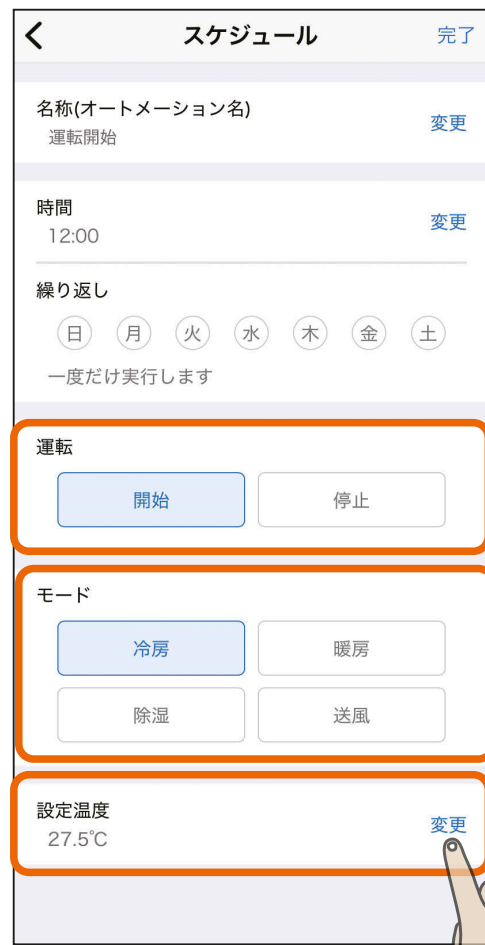 スケジュール 完了
名称(オートメーション名)
運転開始
変更
時間
12:00
変更
繰り返し
日 月 火 水 木 金 土
一度だけ実行します
運転
開始 停止
モード
冷房 暖房
除湿 送風
設定温度
27.5℃
変更